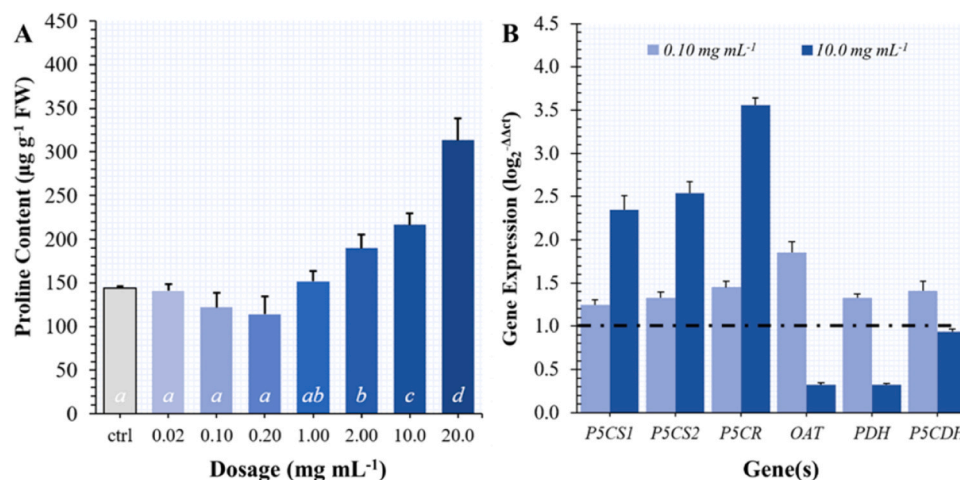 A
450
400
350
300
250
200
150
100
50
0
Proline Content (µg g⁻¹ FW)
a a a a ab b c d
ctrl 0.02 0.10 0.20 1.00 2.00 10.0 20.0
Dosage (mg mL⁻¹)
B
0.10 mg mL⁻¹ 10.0 mg mL⁻¹
4.5
4.0
3.5
3.0
2.5
2.0
1.5
1.0
0.5
0.0
Gene Expression (log₂^-ΔΔct)
P5CS1 P5CS2 P5CR OAT PDH P5CDH
Gene(s)